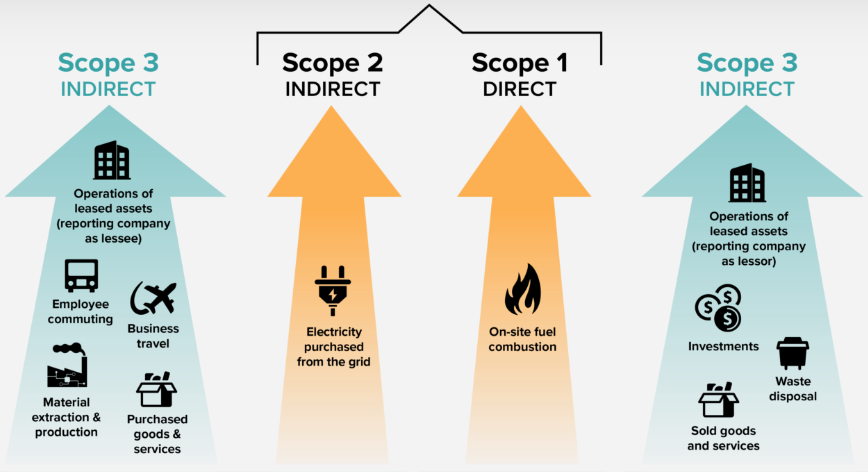 Scope 3
INDIRECT
Operations of
leased assets
(reporting company
as lessee)
Employee
commuting
Business
travel
Material
extraction &
production
Purchased
goods &
services
Scope 2
INDIRECT
Electricity
purchased
from the grid
Scope 1
DIRECT
On-site fuel
combustion
Scope 3
INDIRECT
Operations of
leased assets
(reporting company
as lessor)
$
$
$
Investments
Waste
disposal
Sold goods
and services